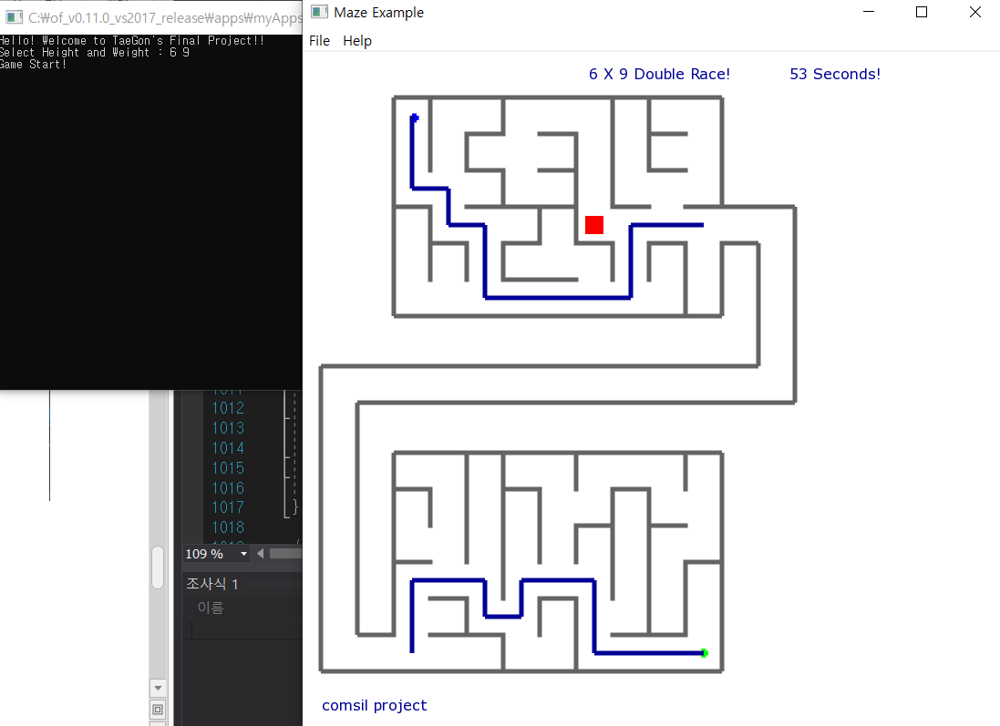 C:\of_v0.11.0_vs2017_release\apps\myApps
Hello! Welcome to TaeGon's Final Project!!
Select Height and Weight : 6 9
Game Start!
Maze Example
File Help
6 X 9 Double Race!
53 Seconds!
1012
1013
1014
1015
1016
1017 }
1018
109 %
조사식 1
이름
comsil project